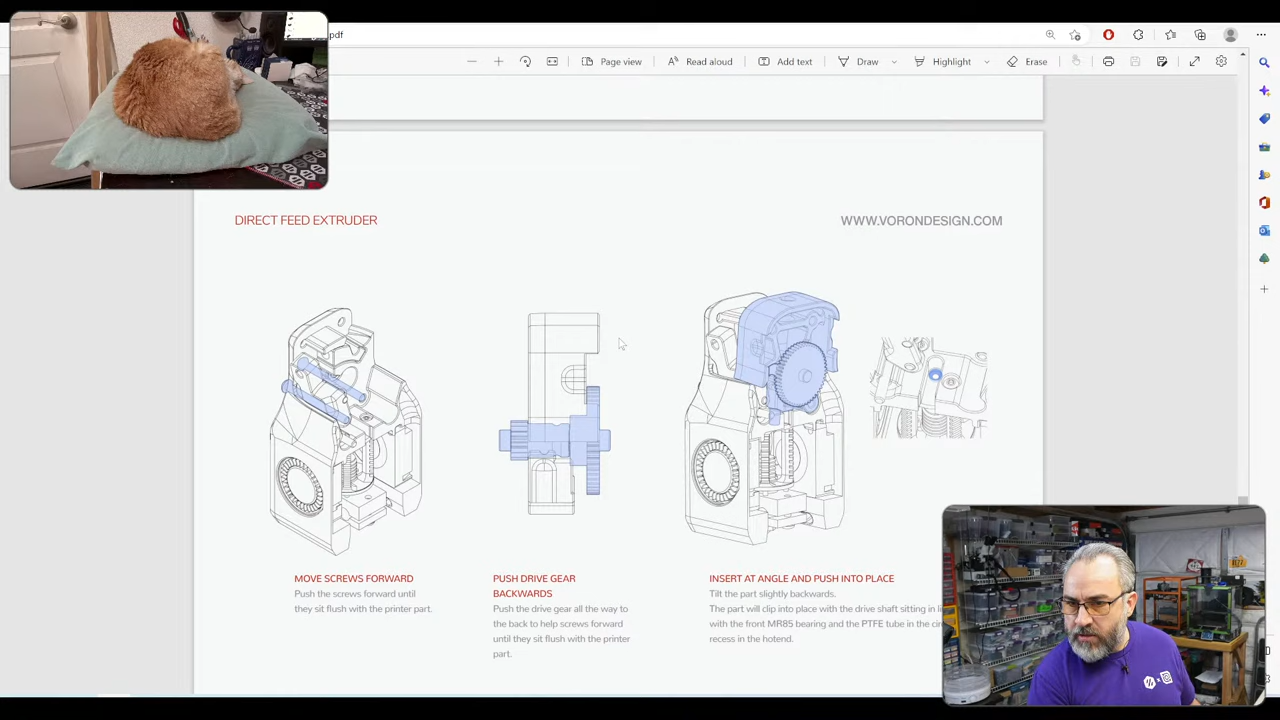 pdf
Page view
Read aloud
Add text
Draw
Highlight
Erase
DIRECT FEED EXTRUDER
WWW.VORONDESIGN.COM
MOVE SCREWS FORWARD
Push the screws forward until
they sit flush with the printer
part.
PUSH DRIVE GEAR
BACKWARDS
Push the drive gear all the way to
the back to help screws forward
until they sit flush with the printer
part.
INSERT AT ANGLE AND PUSH INTO PLACE
Tilt the part slightly backwards.
The part will clip into place with the drive shaft sitting in
with the front MR85 bearing and the PTFE tube in the
recess in the hotend.